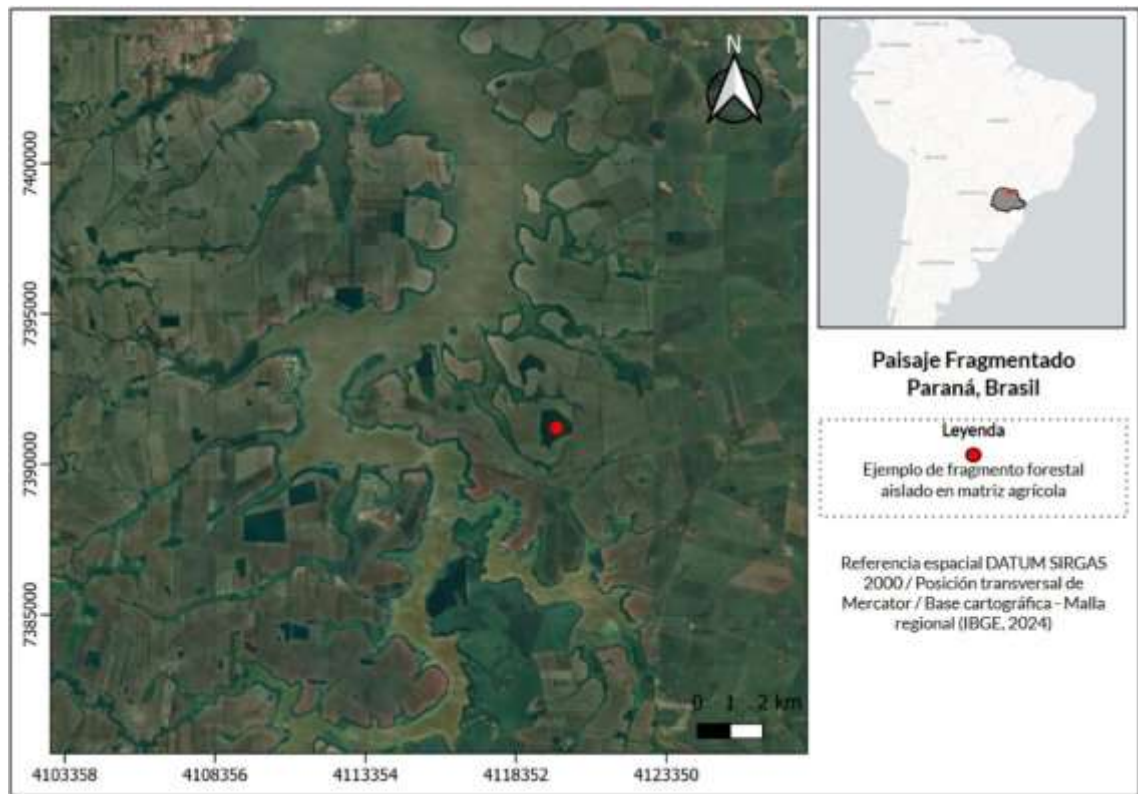 N
7400000
7395000
7390000
7385000
4103358
4108356
4113354
4118352
4123350
0 1 2 km
Paisaje Fragmentado
Paraná, Brasil
Leyenda
Ejemplo de fragmento forestal
aislado en matriz agrícola
Referencia espacial DATUM SIRGAS
2000 / Posición transversal de
Mercator / Base cartográfica - Malla
regional (IBGE, 2024)